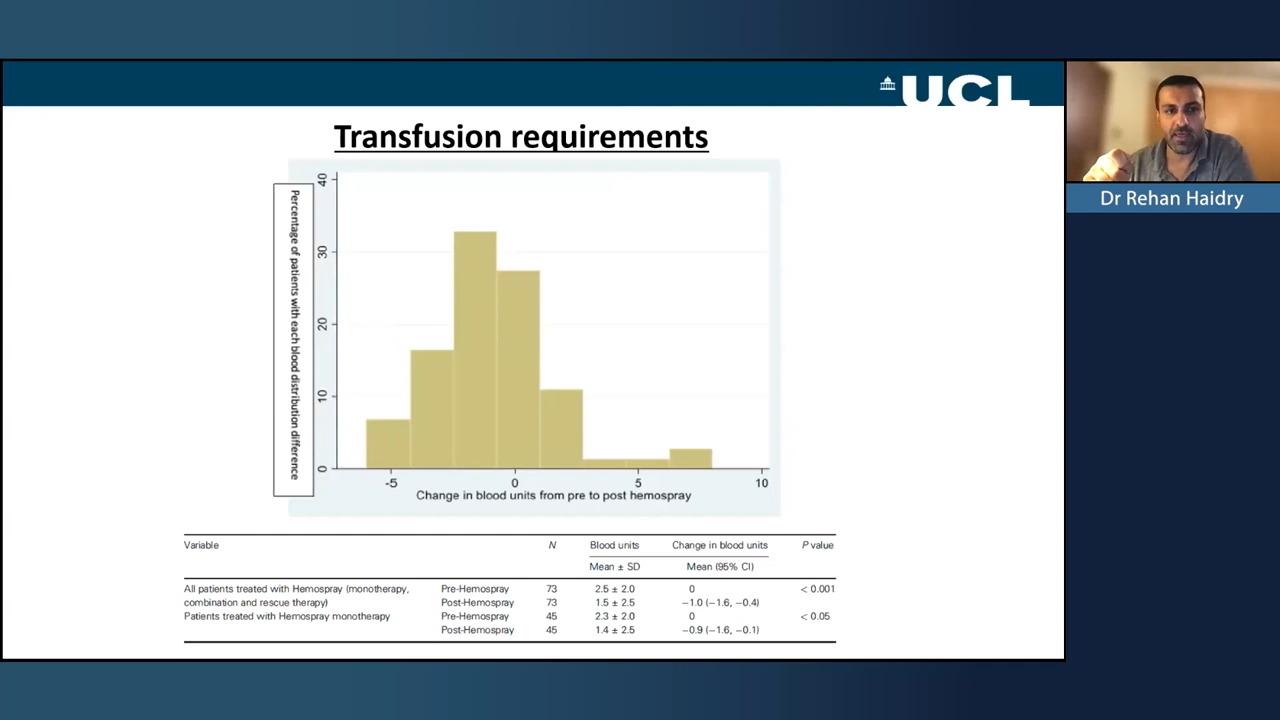 UCL
Transfusion requirements
Percentage of patients with each blood distribution difference
40
30
20
10
0
-5
0
5
10
Change in blood units from pre to post hemospray
Variable N Blood units Change in blood units P value
Mean ± SD Mean (95% CI)
All patients treated with Hemospray (monotherapy, Pre-Hemospray 73 2.5 ± 2.0 0 < 0.001
combination and rescue therapy) Post-Hemospray 73 1.5 ± 2.5 −1.0 (−1.6, −0.4)
Patients treated with Hemospray monotherapy Pre-Hemospray 45 2.3 ± 2.0 0 < 0.05
Post-Hemospray 45 1.4 ± 2.5 −0.9 (−1.6, −0.1)
Dr Rehan Haidry